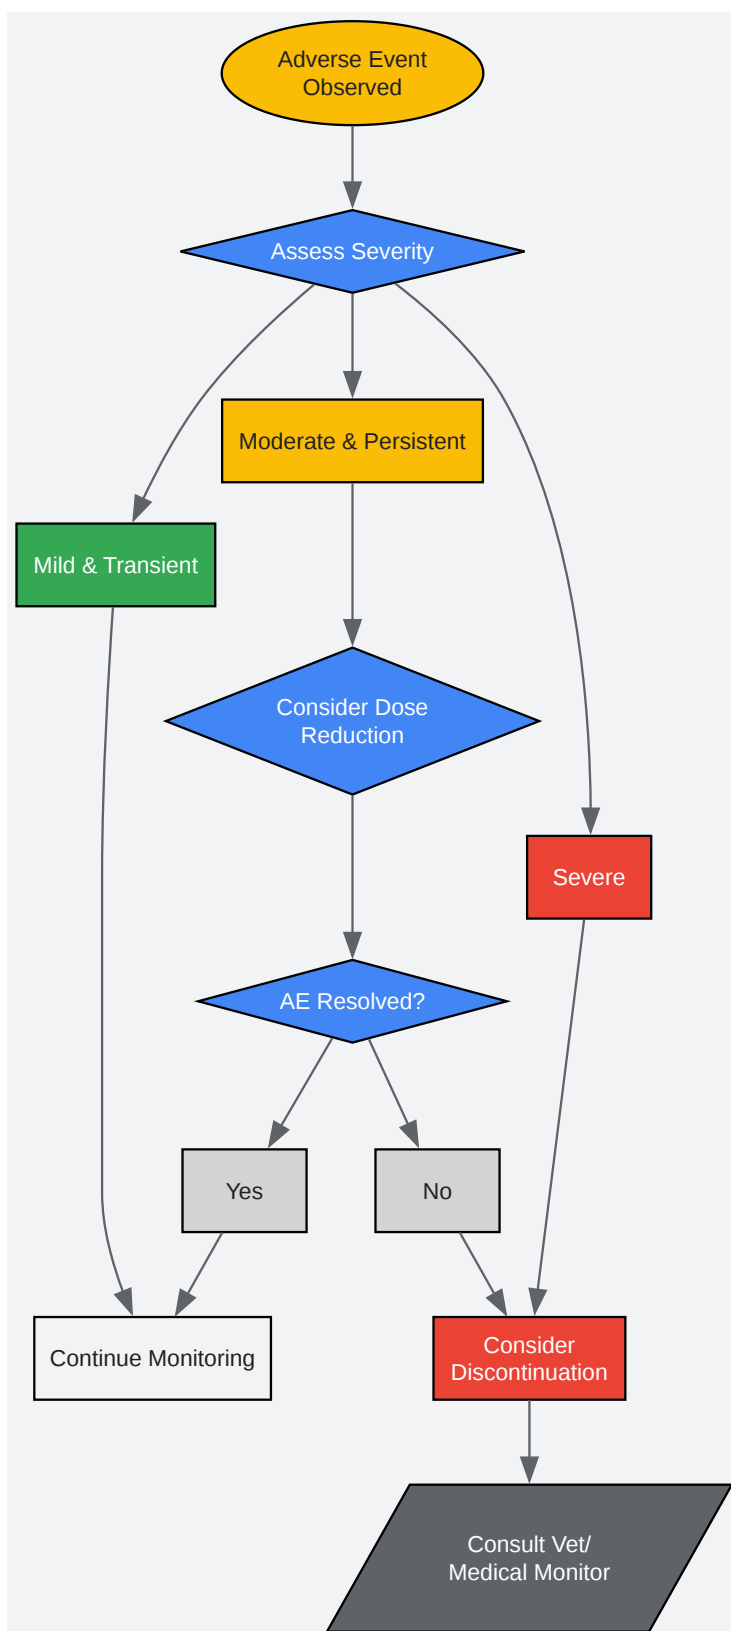 Adverse Event
Observed
Assess Severity
Moderate & Persistent
Mild & Transient
Consider Dose
Reduction
Severe
AE Resolved?
Yes
No
Continue Monitoring
Consider
Discontinuation
Consult Vet/
Medical Monitor